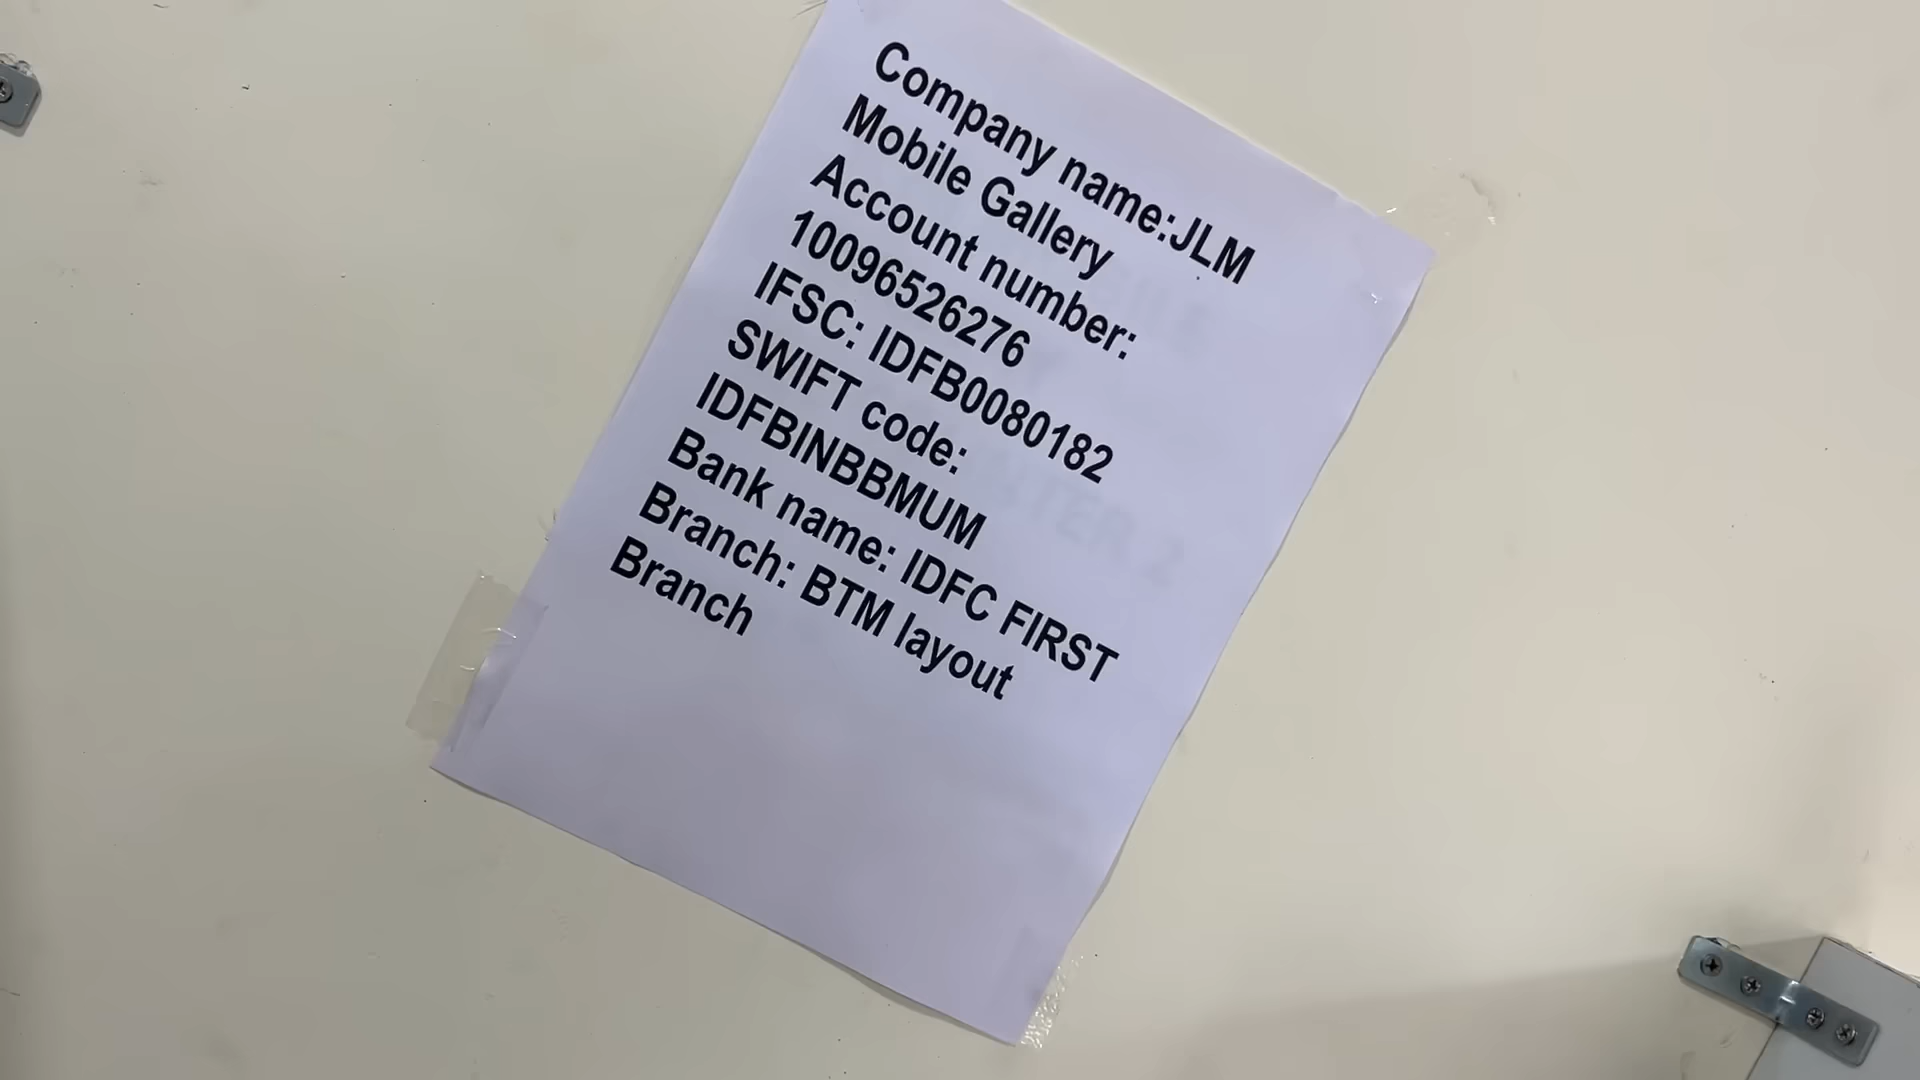 Company name:JLM
Mobile Gallery
Account number:
10096526276
IFSC: IDFB0080182
SWIFT code:
IDFBINBBMUM
Bank name: IDFC FIRST
Branch: BTM layout
Branch